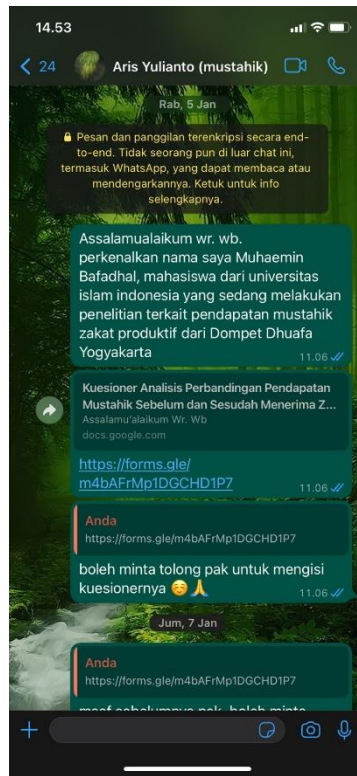 14.53
24 Aris Yulianto (mustahik)
Rab, 5 Jan
Pesan dan panggilan terenkripsi secara end-
to-end. Tidak seorang pun di luar chat ini,
termasuk WhatsApp, yang dapat membaca atau
mendengarkannya. Ketuk untuk info
selengkapnya.
Assalamualaikum wr. wb.
perkenalkan nama saya Muhaemin
Bafadhal, mahasiswa dari universitas
islam indonesia yang sedang melakukan
penelitian terkait pendapatan mustahik
zakat produktif dari Dompet Dhuafa
Yogyakarta
11.06
Kuesioner Analisis Perbandingan Pendapatan
Mustahik Sebelum dan Sesudah Menerima Z...
Assalamu'alaikum Wr. Wb
docs.google.com
https://forms.gle/
m4bAFrMp1DGCHD1P7
11.06
Anda
https://forms.gle/m4bAFrMp1DGCHD1P7
boleh minta tolong pak untuk mengisi
kuesionernya ☺️🙏
11.06
Jum, 7 Jan
Anda
https://forms.gle/m4bAFrMp1DGCHD1P7
maaf sebelumnya pak, boleh minta